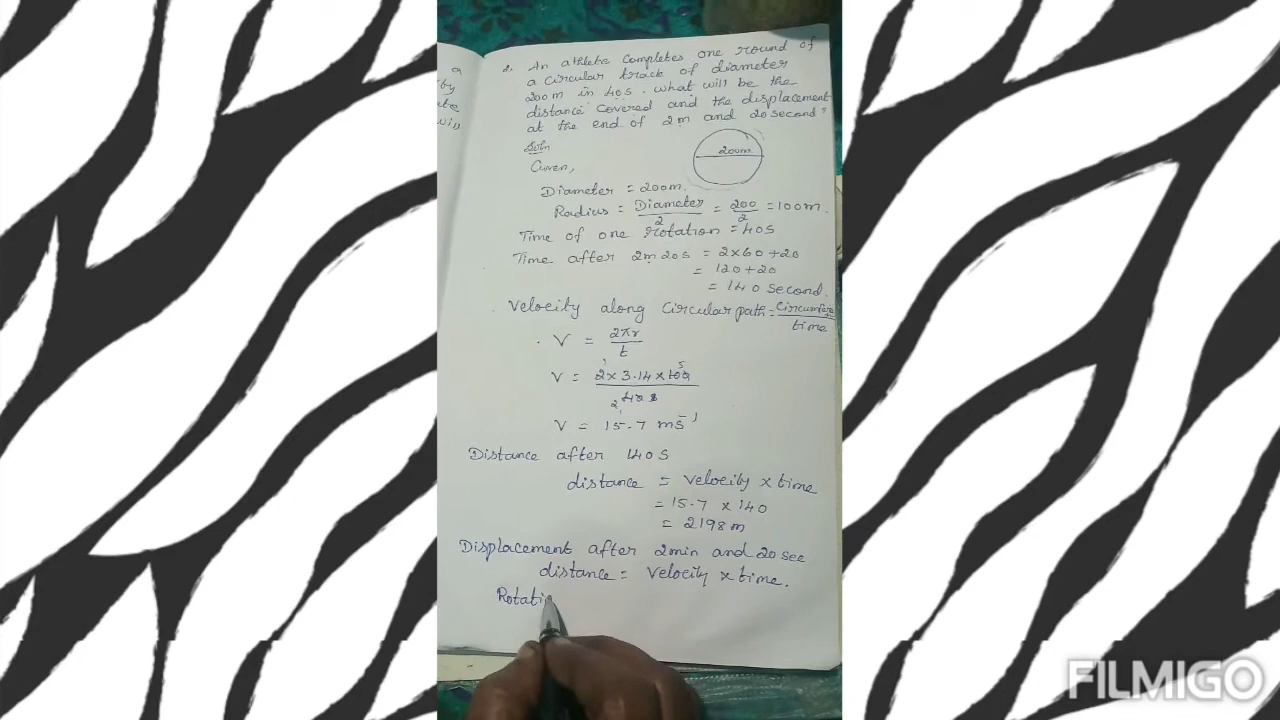 a
by
2. An athlete completes one round of
a circular track of diameter
200m in 40s. what will be the
distance covered and the displacement
at the end of 2m and 20 second?
Soln
Given,
200m
Diameter = 200m.
Radius = Diameter/2 = 200/2 = 100m.
Time of one rotation = 40s
Time after 2m 20s = 2×60+20
= 120+20
= 140 second.
Velocity along circular path = Circumfere/time
V = 2πr/t
V = 2×3.14×100/40
V = 15.7 ms⁻¹
Distance after 140s
distance = velocity × time
= 15.7 × 140
= 2198m
Displacement after 2min and 20 sec
distance = velocity × time.
Rotati
FILMIGO